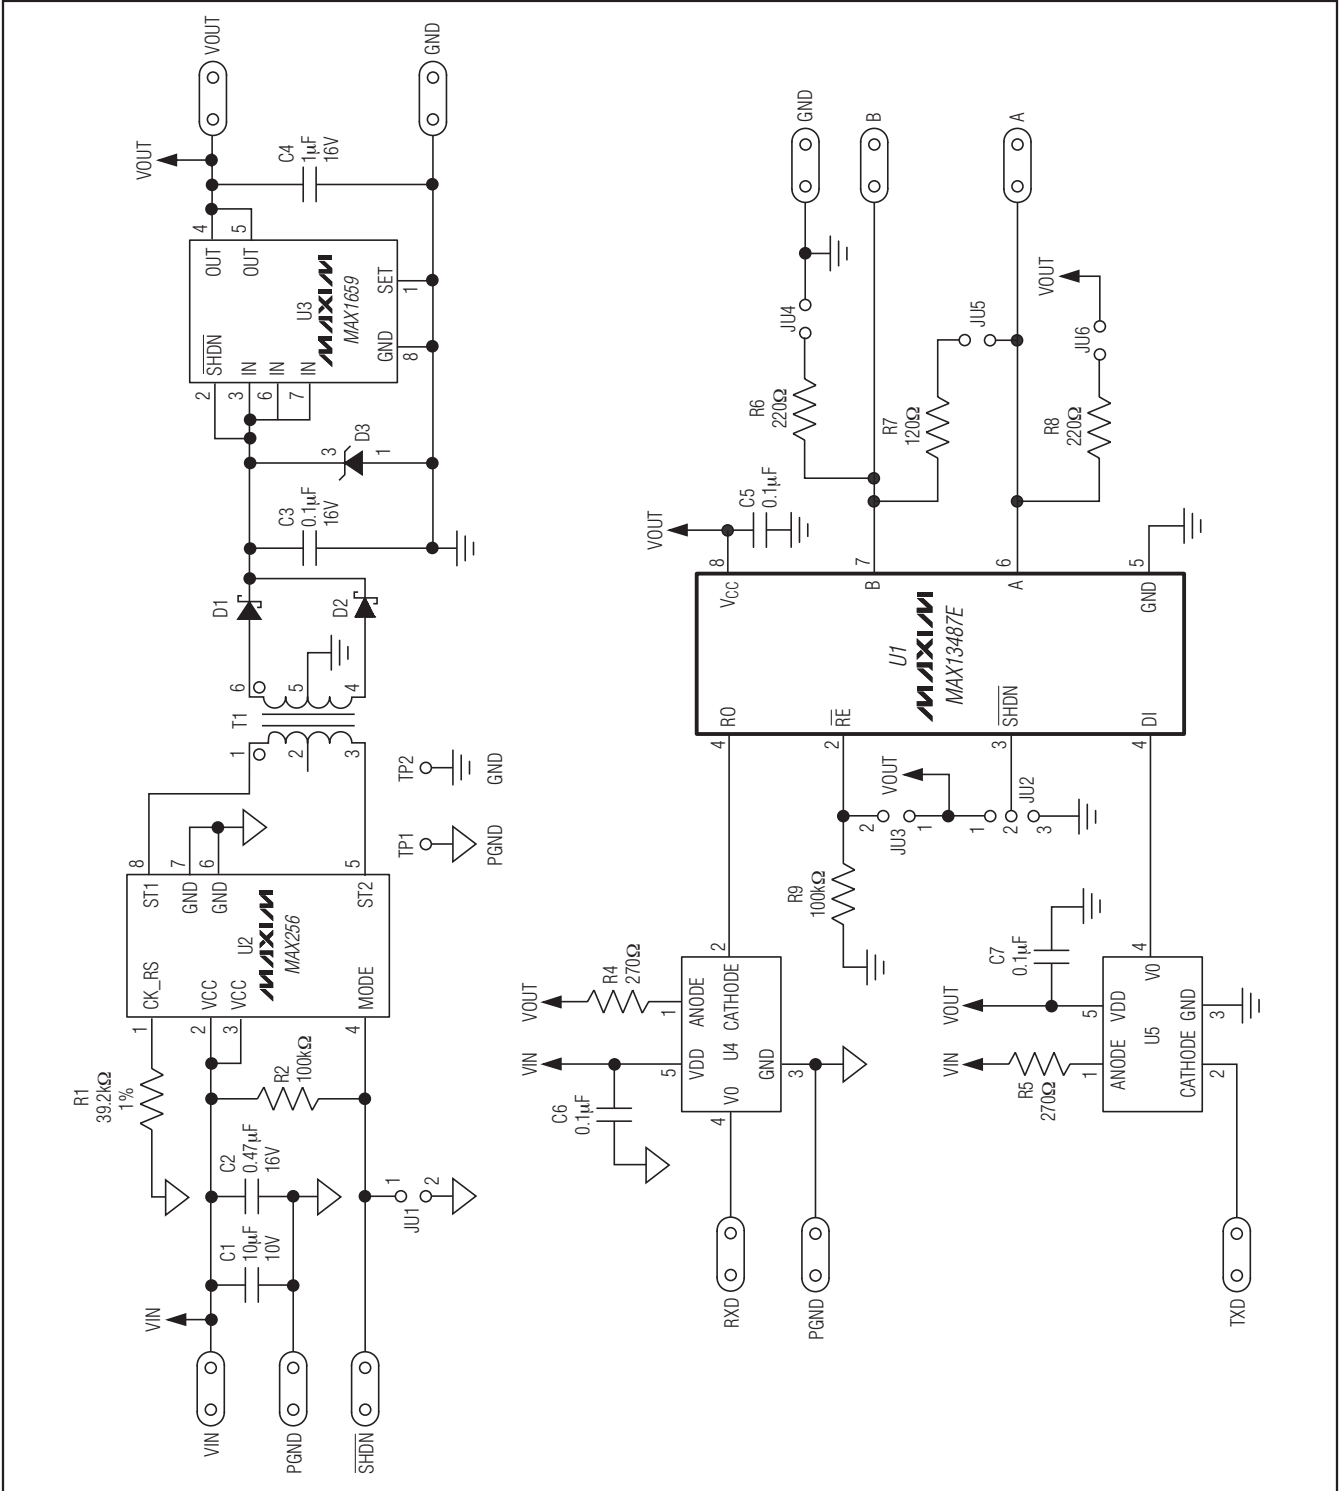 VIN
PGND
SHDN
VIN
C1
10µF
10V
C2
0.47µF
16V
JU1
1
2
R1
39.2kΩ
1%
R2
100kΩ
1
2
3
4
CK_RS
VCC
VCC
MODE
U2
MAXIM
MAX256
ST1
GND
GND
ST2
8
7
6
5
TP1
PGND
TP2
GND
T1
1
2
3
6
5
4
D1
D2
C3
0.1µF
16V
D3
3
1
2
3
6
7
SHDN
IN
IN
IN
U3
MAXIM
MAX1659
OUT
OUT
GND
SET
4
5
8
1
C4
1µF
16V
VOUT
VOUT
GND
RXD
PGND
TXD
VIN
C6
0.1µF
VOUT
R4
270Ω
4
5
3
1
2
VO
VDD
GND
U4
ANODE
CATHODE
VIN
R5
270Ω
VOUT
C7
0.1µF
1
2
5
3
4
ANODE
CATHODE
U5
VDD
GND
VO
R9
100kΩ
JU3
2
1
VOUT
JU2
1
2
3
4
2
3
4
RO
RE
SHDN
DI
U1
MAXIM
MAX13487E
VCC
B
A
GND
8
7
6
5
VOUT
C5
0.1µF
R6
220Ω
JU4
R7
120Ω
JU5
R8
220Ω
JU6
VOUT
GND
B
A